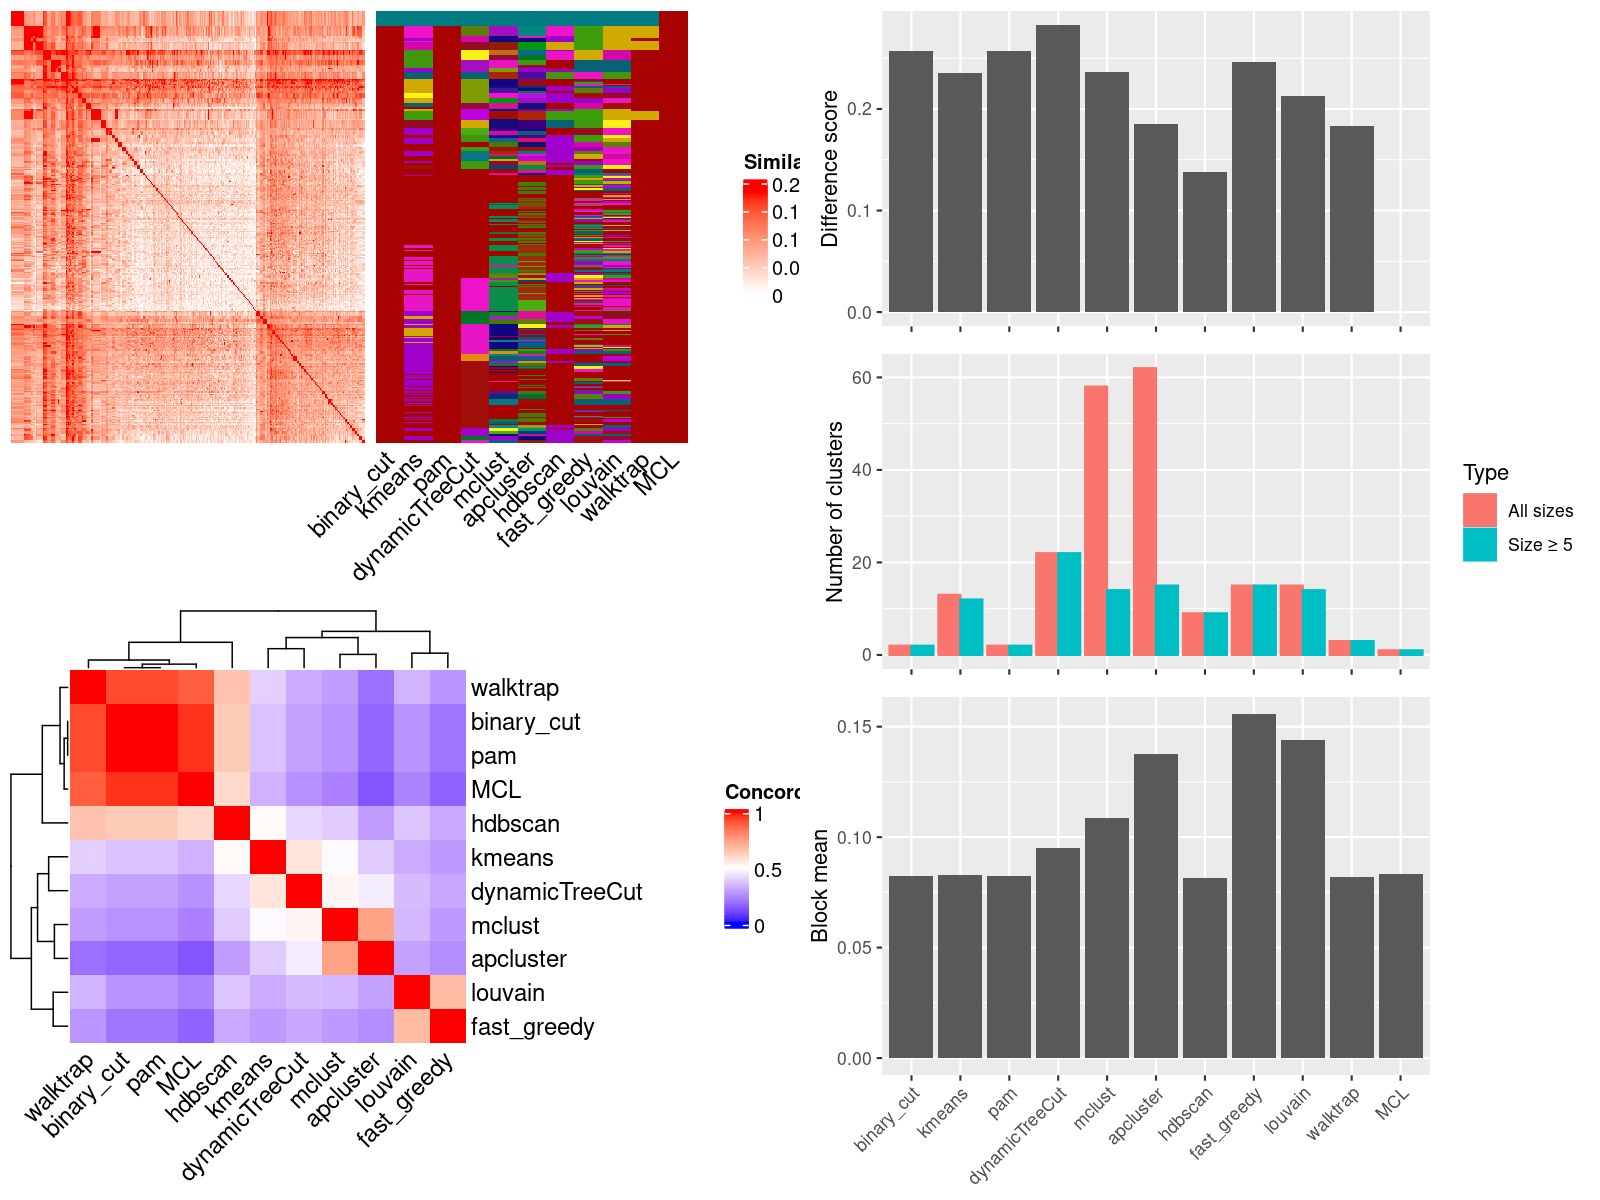 Simila
0.2
0.1
0.1
0.0
0
binary_cut
kmeans
pam
dynamicTreeCut
mclust
apcluster
hdbscan
fast_greedy
louvain
walktrap
MCL
walktrap
binary_cut
pam
MCL
hdbscan
kmeans
dynamicTreeCut
mclust
apcluster
louvain
fast_greedy
walktrap
binary_cut
pam
MCL
hdbscan
kmeans
dynamicTreeCut
mclust
apcluster
louvain
fast_greedy
Concord
1
0.5
0
Difference score
0.2
0.1
0.0
Number of clusters
60
40
20
0
Type
All sizes
Size ≥ 5
Block mean
0.15
0.10
0.05
0.00
binary_cut
kmeans
pam
dynamicTreeCut
mclust
apcluster
hdbscan
fast_greedy
louvain
walktrap
MCL